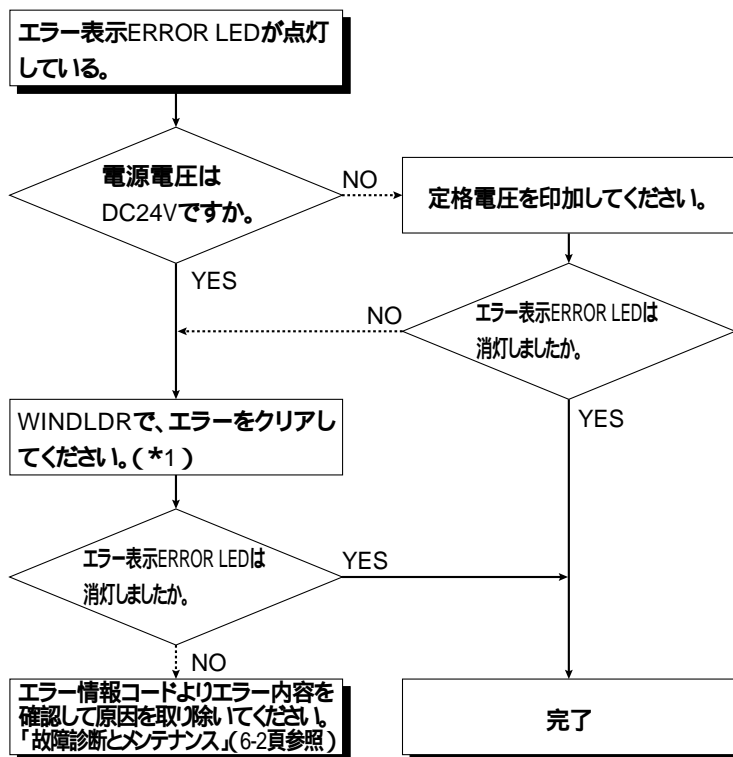 エラー表示ERROR LEDが点灯
している。
電源電圧は
DC24Vですか。
NO
定格電圧を印加してください。
YES
エラー表示ERROR LEDは
消灯しましたか。
NO
YES
WINDLDRで、エラーをクリアし
てください。(*1)
エラー表示ERROR LEDは
消灯しましたか。
YES
NO
エラー情報コードよりエラー内容を
確認して原因を取り除いてください。
「故障診断とメンテナンス」(6-2頁参照)
完了